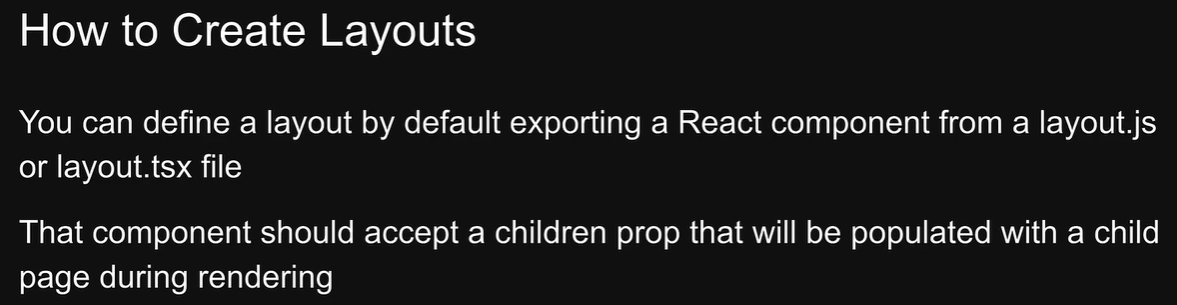 How to Create Layouts
You can define a layout by default exporting a React component from a layout.js
or layout.tsx file
That component should accept a children prop that will be populated with a child
page during rendering